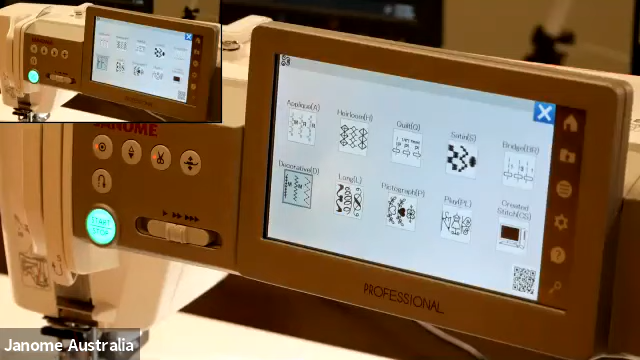 JANOME
START/
STOP
Applique(A)
Heirloom(H)
Quilt(Q)
Satin(S)
Bridge(BR)
Decorative(D)
Long(L)
Pictograph(P)
Play(PL)
Created
Stitch(CS)
PROFESSIONAL
Janome Australia